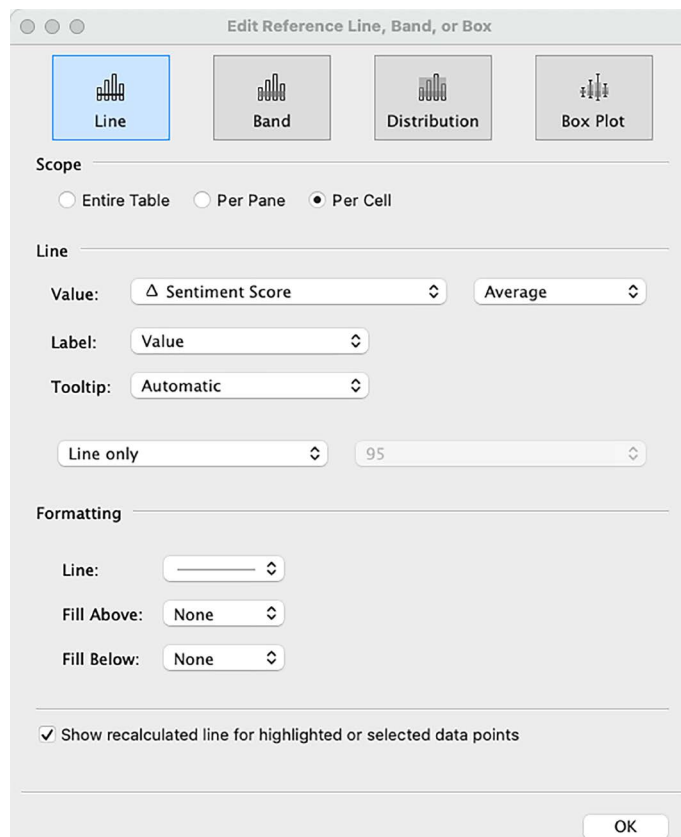 Edit Reference Line, Band, or Box
Line Band Distribution Box Plot
Scope
Entire Table Per Pane Per Cell
Line
Value: Δ Sentiment Score Average
Label: Value
Tooltip: Automatic
Line only 95
Formatting
Line:
Fill Above: None
Fill Below: None
Show recalculated line for highlighted or selected data points
OK